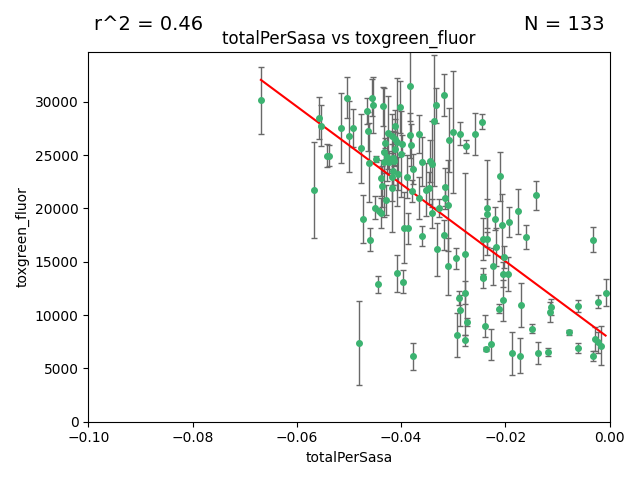 r^2 = 0.46
N = 133
totalPerSasa vs toxgreen_fluor
30000
25000
20000
15000
10000
5000
0
toxgreen_fluor
−0.10
−0.08
−0.06
−0.04
−0.02
0.00
totalPerSasa